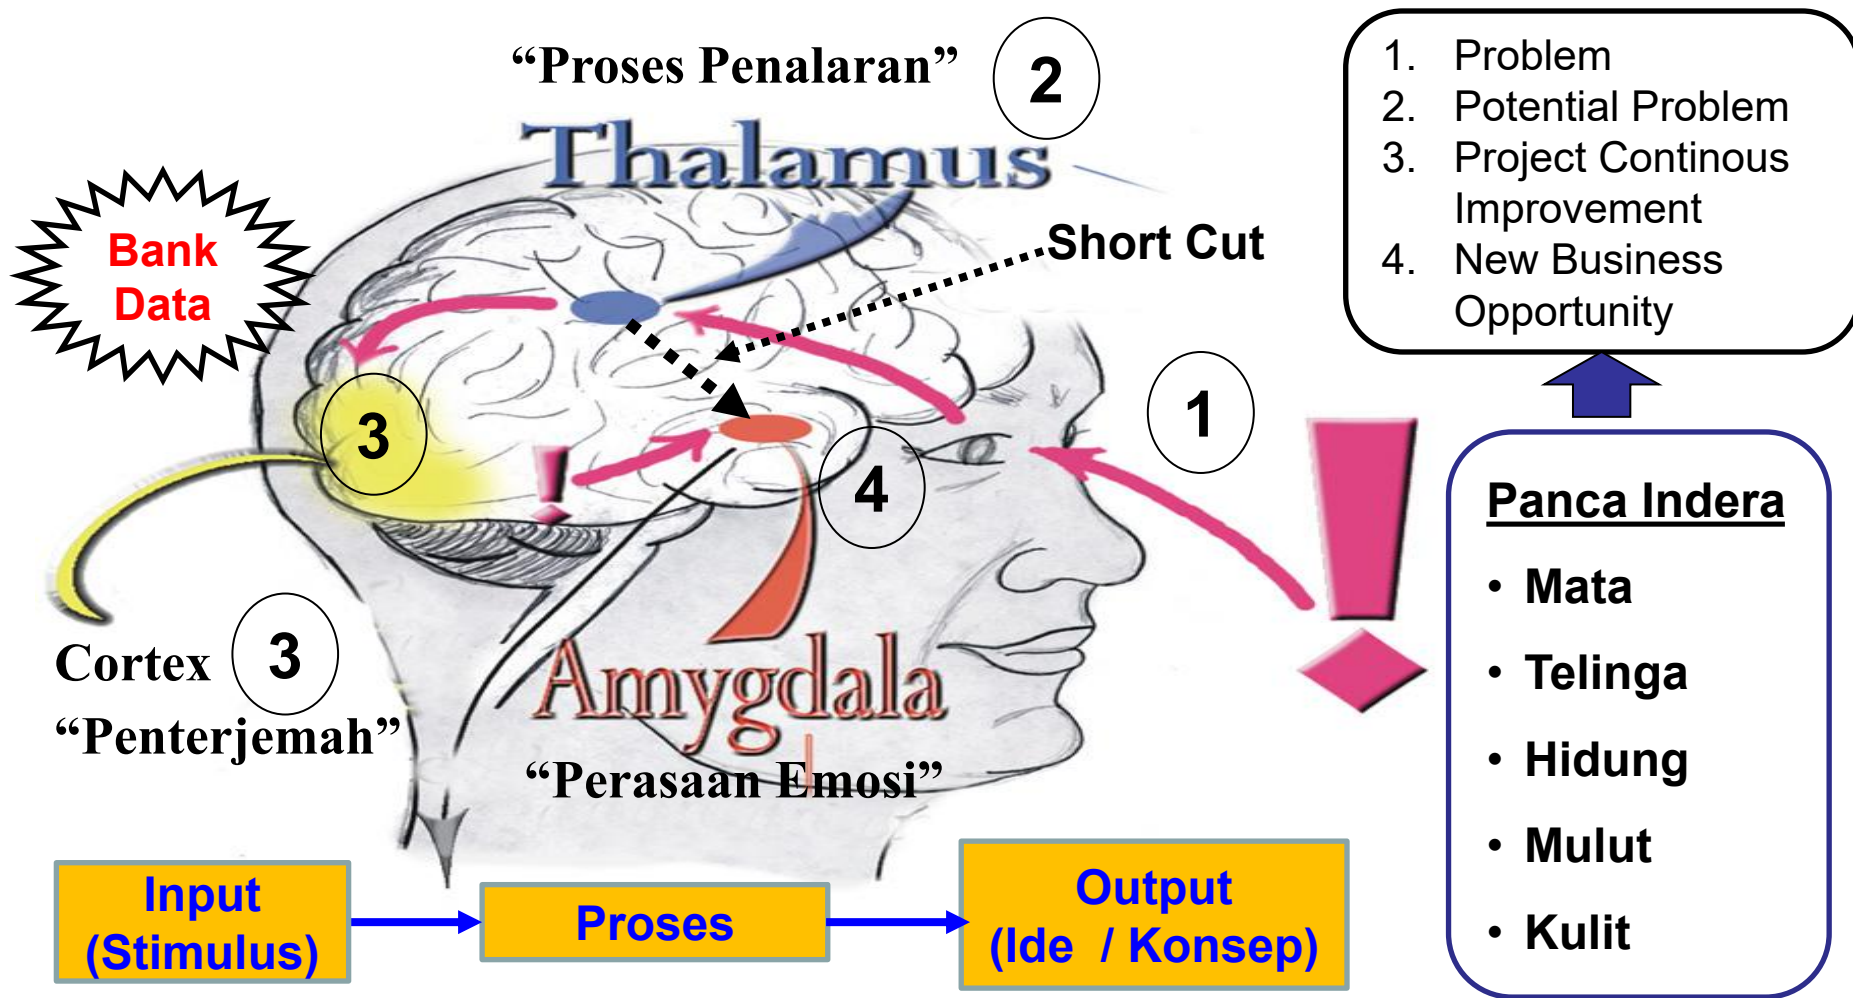 “Proses Penalaran”
2
Thalamus
Short Cut
Bank
Data
3
1
4
Cortex
3
“Penterjemah”
Amygdala
“Perasaan Emosi”
Input
(Stimulus)
Proses
Output
(Ide / Konsep)
1. Problem
2. Potential Problem
3. Project Continous
Improvement
4. New Business
Opportunity
!
!
Panca Indera
• Mata
• Telinga
• Hidung
• Mulut
• Kulit